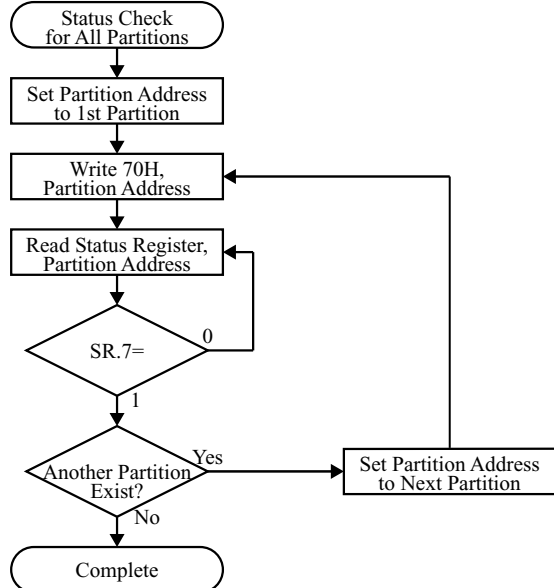 Status Check
for All Partitions
Set Partition Address
to 1st Partition
Write 70H,
Partition Address
Read Status Register,
Partition Address
SR.7=
0
1
Another Partition
Exist?
Yes
Set Partition Address
to Next Partition
No
Complete